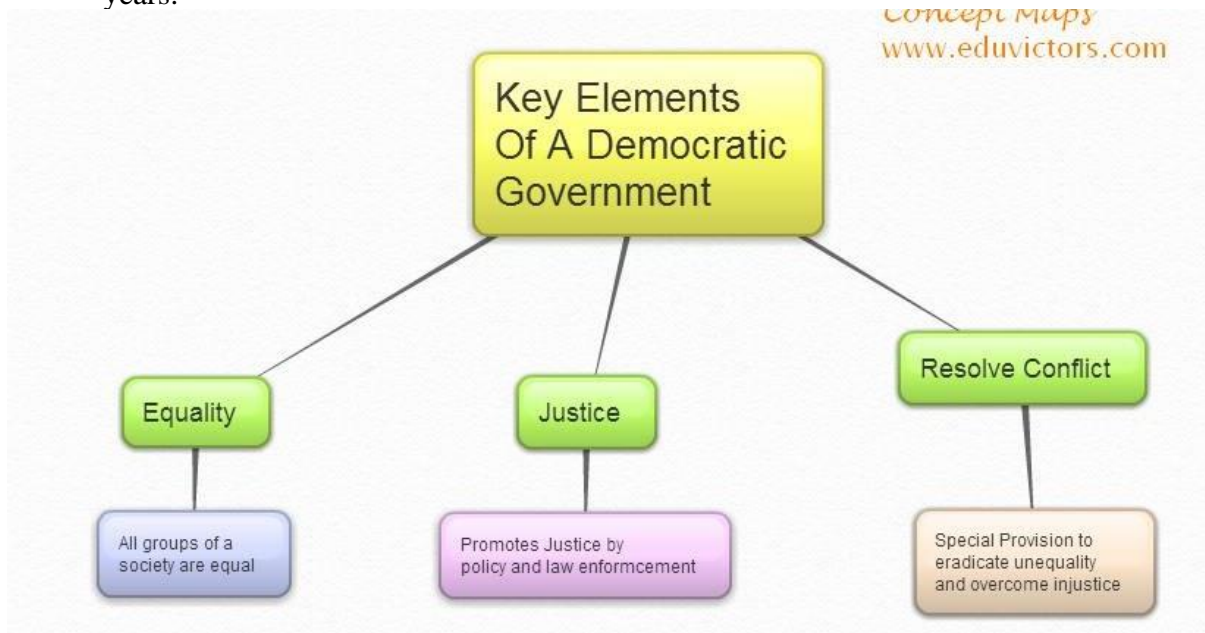 years.
Concept Maps
www.eduvictors.com
Key Elements
Of A Democratic
Government
Equality
Justice
Resolve Conflict
All groups of a
society are equal
Promotes Justice by
policy and law enformcement
Special Provision to
eradicate unequality
and overcome injustice